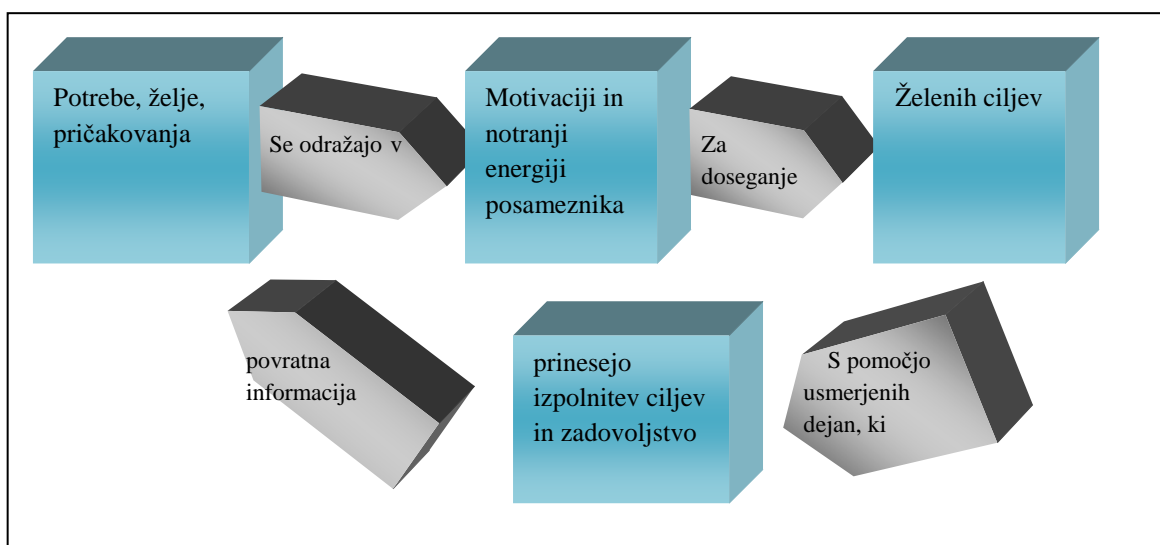 Potrebe, želje,
pričakovanja
Se odražajo v
Motivaciji in
notranji
energiji
posameznika
Za
doseganje
Želenih ciljev
povratna
informacija
prinesejo
izpolnitev ciljev
in zadovoljstvo
S pomočjo
usmerjenih
dejan, ki